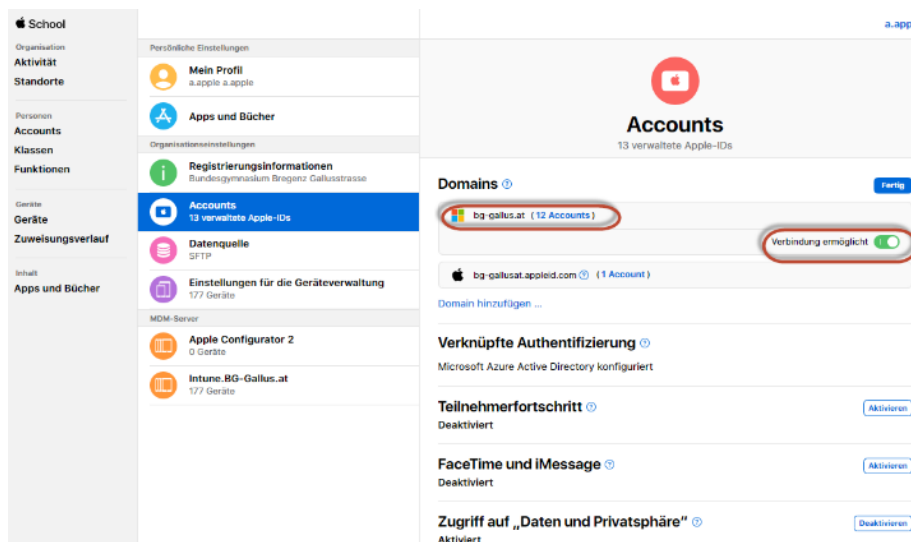 School
Organisation
Aktivität
Standorte
Personen
Accounts
Klassen
Funktionen
Geräte
Geräte
Zuweisungsverlauf
Inhalt
Apps und Bücher
Persönliche Einstellungen
Mein Profil
a.apple a.apple
Apps und Bücher
Organisationseinstellungen
Registrierungsinformationen
Bundesgymnasium Bregenz Gallusstrasse
Accounts
13 verwaltete Apple-IDs
Datenquelle
SFTP
Einstellungen für die Geräteverwaltung
177 Geräte
MDM-Server
Apple Configurator 2
0 Geräte
Intune.BG-Gallus.at
177 Geräte
a.app
Accounts
13 verwaltete Apple-IDs
Domains ?
Fertig
bg-gallus.at (12 Accounts)
Verbindung ermöglicht
bg-gallusat.appleid.com ? (1 Account)
Domain hinzufügen ...
Verknüpfte Authentifizierung ?
Microsoft Azure Active Directory konfiguriert
Teilnehmerfortschritt ?
Aktivieren
Deaktiviert
FaceTime und iMessage ?
Aktivieren
Deaktiviert
Zugriff auf „Daten und Privatsphäre" ?
Deaktivieren
Aktiviert